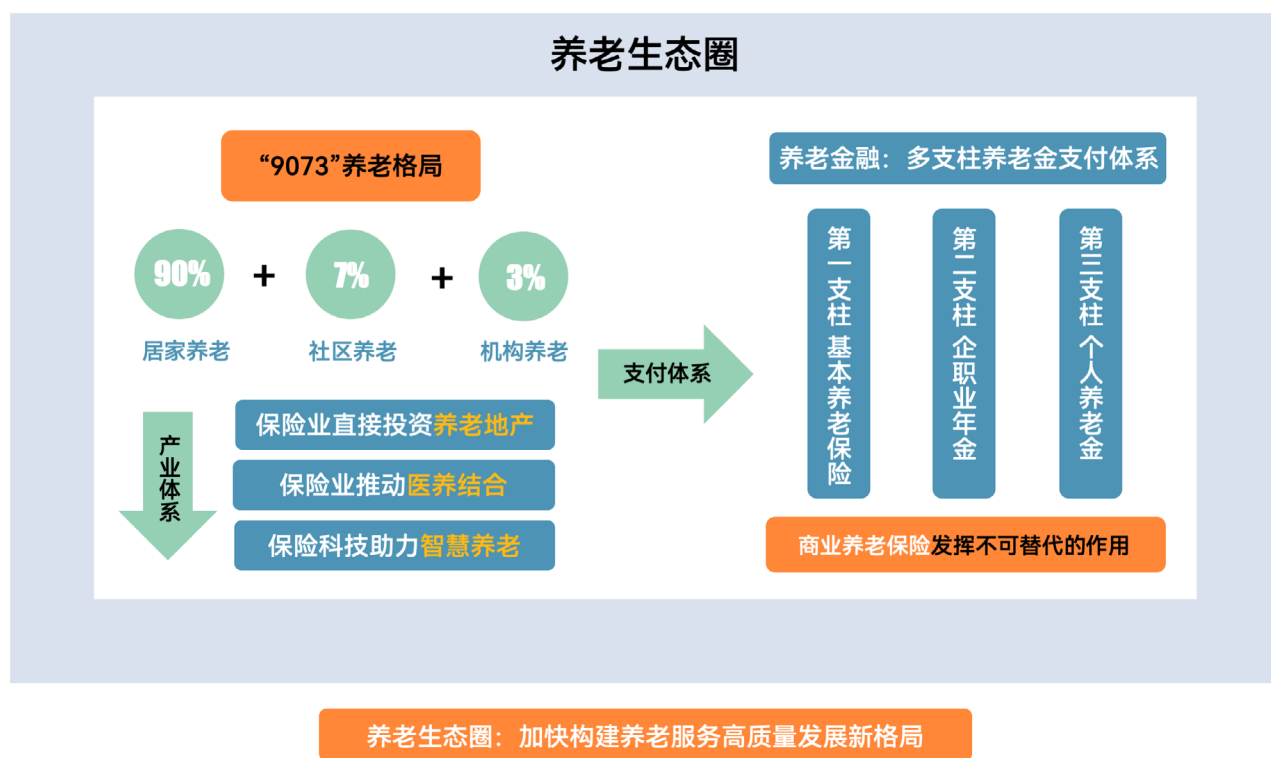 养老生态圈
“9073”养老格局
90%
+
7%
+
3%
居家养老
社区养老
机构养老
产业体系
保险业直接投资养老地产
保险业推动医养结合
保险科技助力智慧养老
支付体系
养老金融：多支柱养老金支付体系
第一支柱 基本养老保险
第二支柱 企职业年金
第三支柱 个人养老金
商业养老保险发挥不可替代的作用
养老生态圈：加快构建养老服务高质量发展新格局